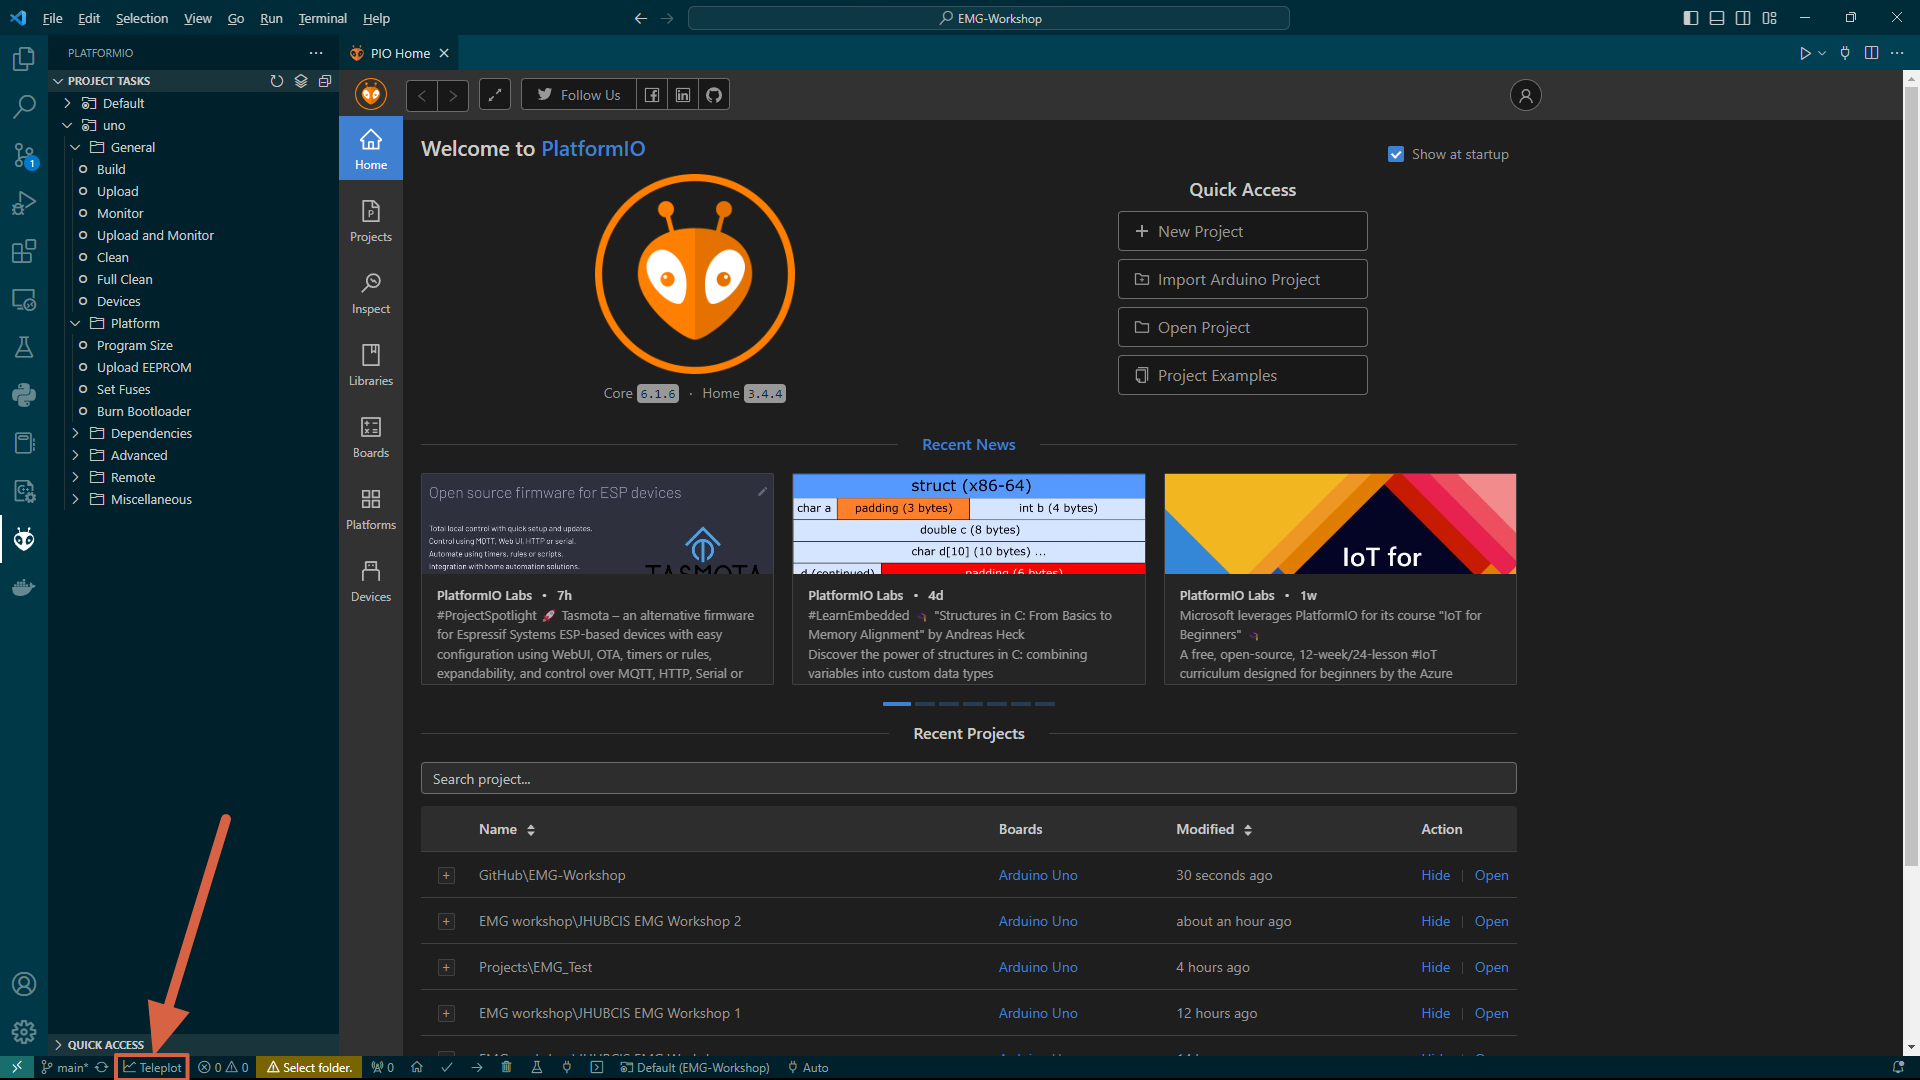 File Edit Selection View Go Run Terminal Help
EMG-Workshop
PLATFORMIO
PIO Home
PROJECT TASKS
Default
uno
General
Build
Upload
Monitor
Upload and Monitor
Clean
Full Clean
Devices
Platform
Program Size
Upload EEPROM
Set Fuses
Burn Bootloader
Dependencies
Advanced
Remote
Miscellaneous
QUICK ACCESS
1
Home
Projects
Inspect
Libraries
Boards
Platforms
Devices
Follow Us
Welcome to PlatformIO
Show at startup
Core 6.1.6 · Home 3.4.4
Quick Access
New Project
Import Arduino Project
Open Project
Project Examples
Recent News
Open source firmware for ESP devices
Total local control with quick setup and updates.
Control using MQTT, Web UI, HTTP or serial.
Automate using timers, rules or scripts.
Integration with home automation solutions.
TASMOTA
PlatformIO Labs • 7h
#ProjectSpotlight 🚀 Tasmota – an alternative firmware
for Espressif Systems ESP-based devices with easy
configuration using WebUI, OTA, timers or rules,
expandability, and control over MQTT, HTTP, Serial or
struct (x86-64)
char a padding (3 bytes) int b (4 bytes)
double c (8 bytes)
char d[10] (10 bytes) ...
d (continued) padding (6 bytes)
PlatformIO Labs • 4d
#LearnEmbedded "Structures in C: From Basics to
Memory Alignment" by Andreas Heck
Discover the power of structures in C: combining
variables into custom data types
IoT for
PlatformIO Labs • 1w
Microsoft leverages PlatformIO for its course "IoT for
Beginners"
A free, open-source, 12-week/24-lesson #IoT
curriculum designed for beginners by the Azure
Recent Projects
Search project...
Name Boards Modified Action
GitHub\EMG-Workshop Arduino Uno 30 seconds ago Hide Open
EMG workshop\JHUBCIS EMG Workshop 2 Arduino Uno about an hour ago Hide Open
Projects\EMG_Test Arduino Uno 4 hours ago Hide Open
EMG workshop\JHUBCIS EMG Workshop 1 Arduino Uno 12 hours ago Hide Open
main* Teleplot 0 0 Select folder. 0 Default (EMG-Workshop) Auto